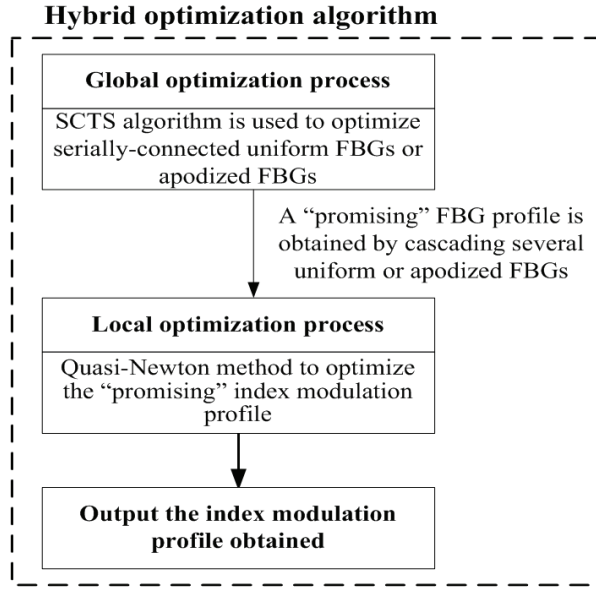 Hybrid optimization algorithm
Global optimization process
SCTS algorithm is used to optimize
serially-connected uniform FBGs or
apodized FBGs
A “promising” FBG profile is
obtained by cascading several
uniform or apodized FBGs
Local optimization process
Quasi-Newton method to optimize
the “promising” index modulation
profile
Output the index modulation
profile obtained